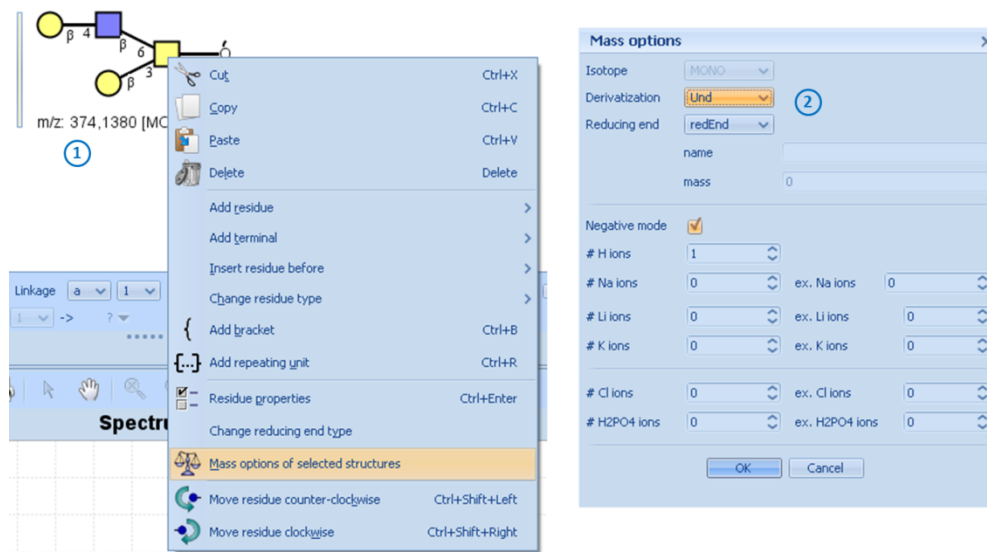 β 4
β 6
β 3
m/z: 374,1380 [MO
1
Cut Ctrl+X
Copy Ctrl+C
Paste Ctrl+V
Delete Delete
Add residue
Add terminal
Insert residue before
Change residue type
Add bracket Ctrl+B
{...} Add repeating unit Ctrl+R
Residue properties Ctrl+Enter
Change reducing end type
Mass options of selected structures
Move residue counter-clockwise Ctrl+Shift+Left
Move residue clockwise Ctrl+Shift+Right
Linkage a 1
1 -> ?
Spectr
Mass options
Isotope MONO
Derivatization Und
2
Reducing end redEnd
name
mass 0
Negative mode
# H ions 1
# Na ions 0 ex. Na ions 0
# Li ions 0 ex. Li ions 0
# K ions 0 ex. K ions 0
# Cl ions 0 ex. Cl ions 0
# H2PO4 ions 0 ex. H2PO4 ions 0
OK Cancel